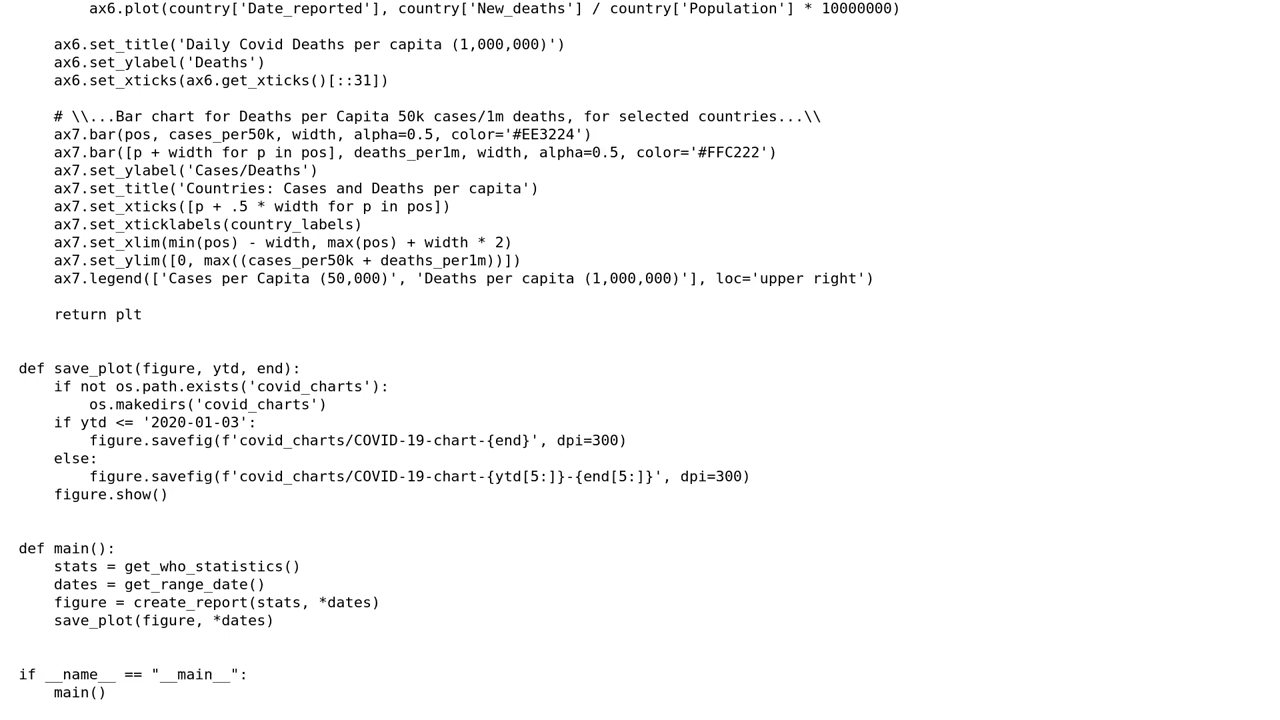 ax6.plot(country['Date_reported'], country['New_deaths'] / country['Population'] * 10000000)

    ax6.set_title('Daily Covid Deaths per capita (1,000,000)')
    ax6.set_ylabel('Deaths')
    ax6.set_xticks(ax6.get_xticks()[::31])

    # \\...Bar chart for Deaths per Capita 50k cases/1m deaths, for selected countries...\\
    ax7.bar(pos, cases_per50k, width, alpha=0.5, color='#EE3224')
    ax7.bar([p + width for p in pos], deaths_per1m, width, alpha=0.5, color='#FFC222')
    ax7.set_ylabel('Cases/Deaths')
    ax7.set_title('Countries: Cases and Deaths per capita')
    ax7.set_xticks([p + .5 * width for p in pos])
    ax7.set_xticklabels(country_labels)
    ax7.set_xlim(min(pos) - width, max(pos) + width * 2)
    ax7.set_ylim([0, max((cases_per50k + deaths_per1m))])
    ax7.legend(['Cases per Capita (50,000)', 'Deaths per capita (1,000,000)'], loc='upper right')

    return plt


def save_plot(figure, ytd, end):
    if not os.path.exists('covid_charts'):
        os.makedirs('covid_charts')
    if ytd <= '2020-01-03':
        figure.savefig(f'covid_charts/COVID-19-chart-{end}', dpi=300)
    else:
        figure.savefig(f'covid_charts/COVID-19-chart-{ytd[5:]}-{end[5:]}', dpi=300)
    figure.show()


def main():
    stats = get_who_statistics()
    dates = get_range_date()
    figure = create_report(stats, *dates)
    save_plot(figure, *dates)


if __name__ == "__main__":
    main()